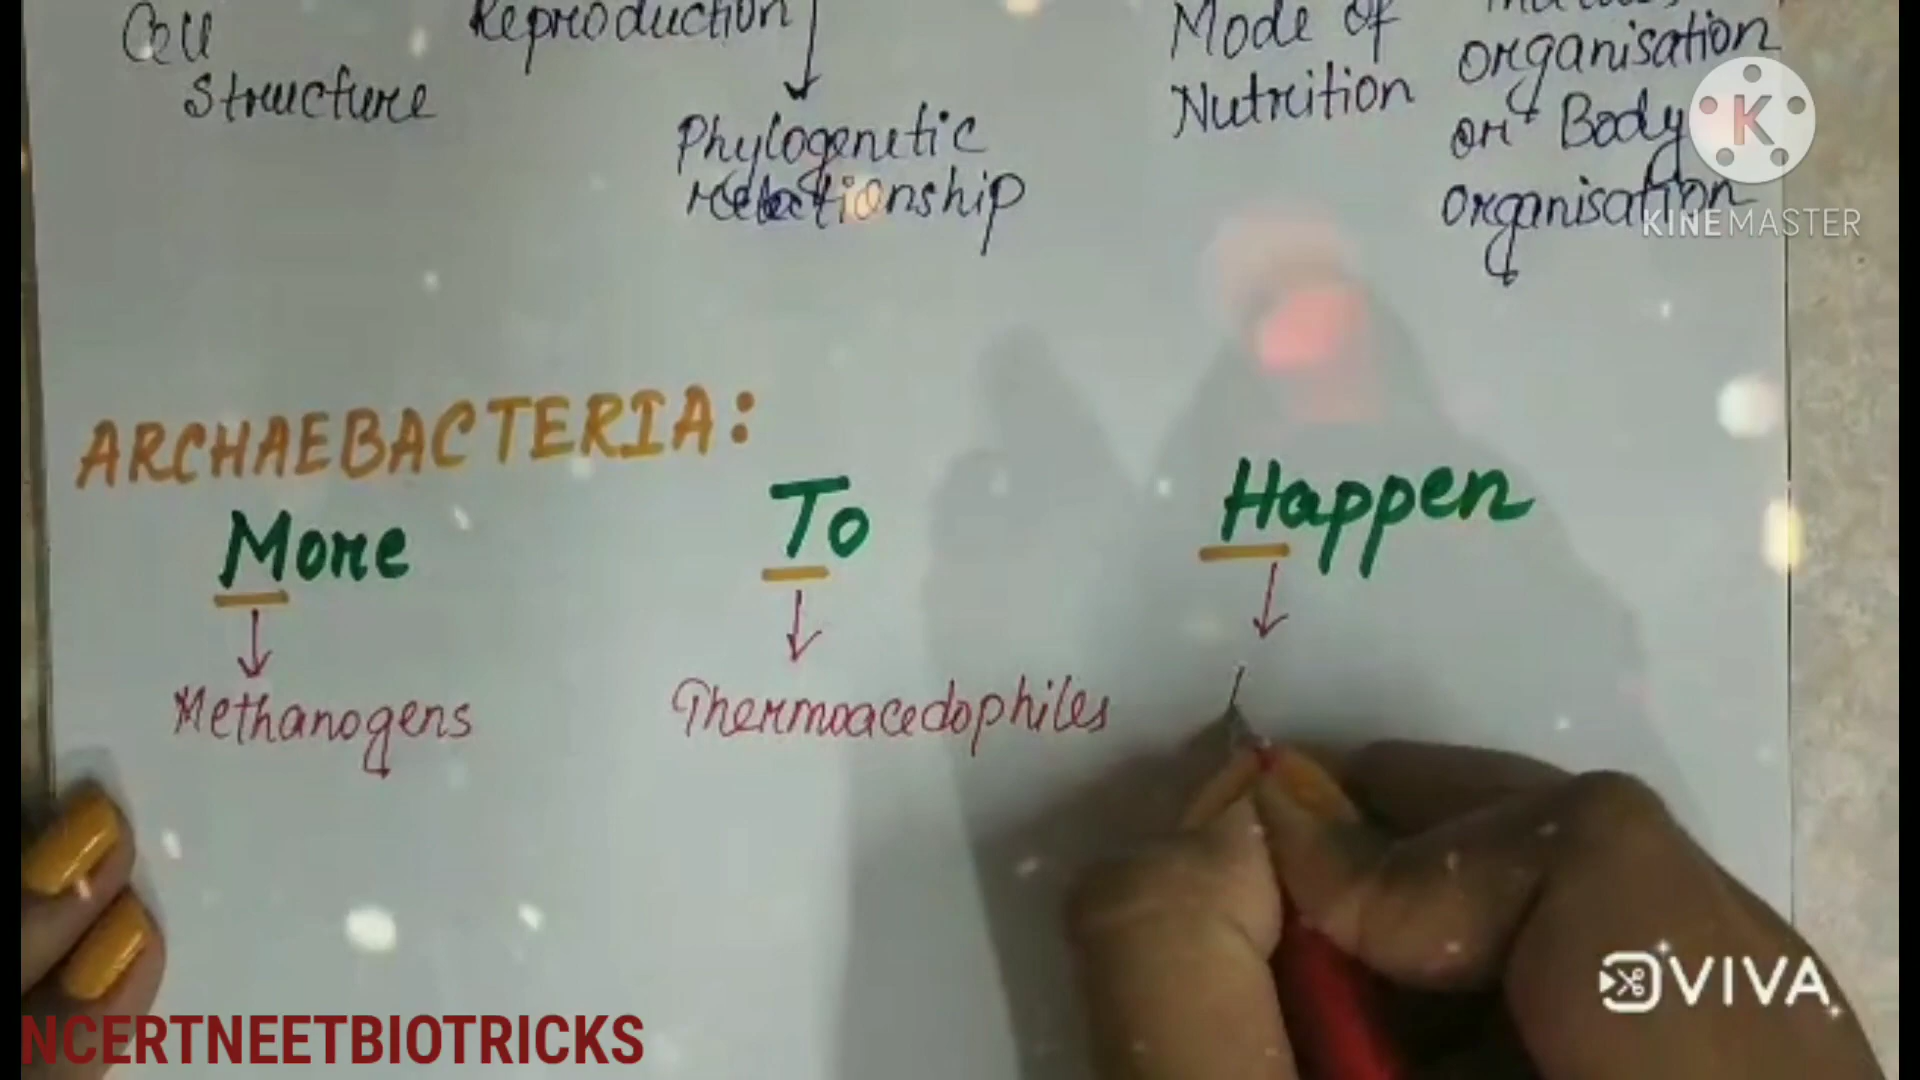 Cell
Structure
Reproduction
Phylogenetic
relationship
Mode of
Nutrition
organisation
or Body
organisation
K
KINEMASTER
ARCHAEBACTERIA:
More To Happen
Methanogens Thermoacedophiles
VIVA
NCERTNEETBIOTRICKS